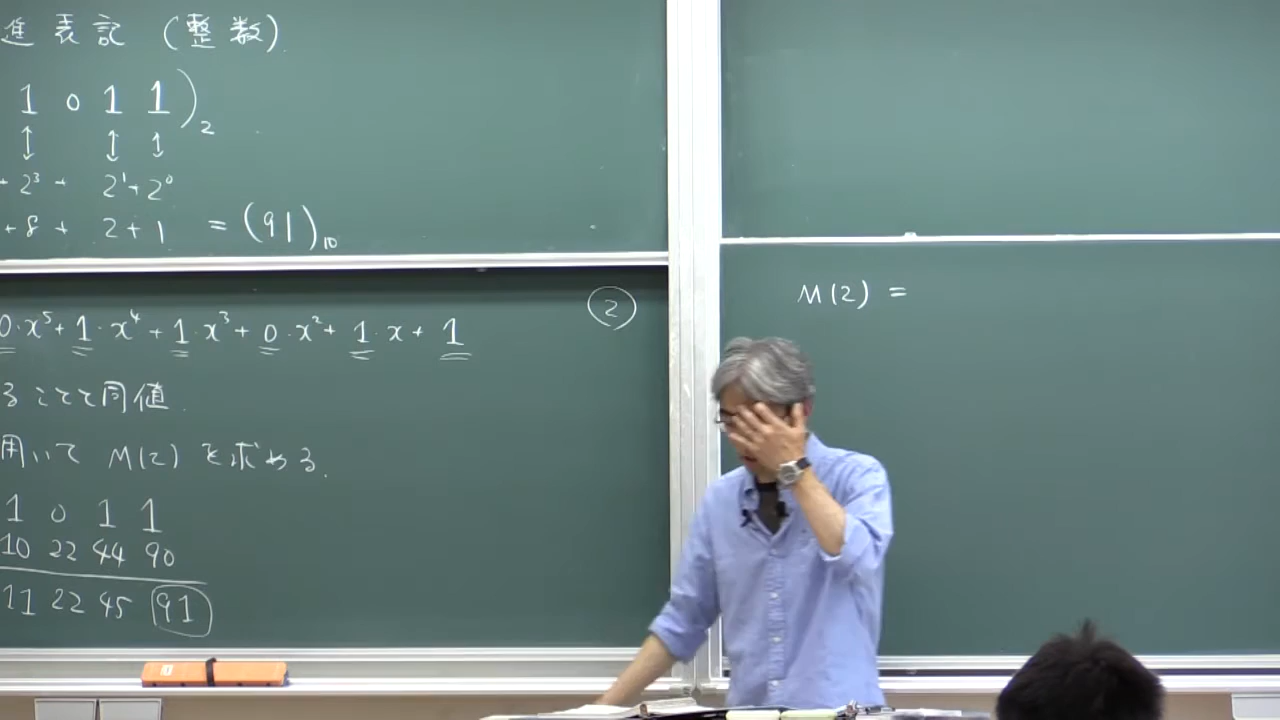 進表記 (整数).
1 0 1 1)₂
↕ ↕ ↕
+ 2³ + 2¹ + 2⁰
+ 8 + 2 + 1 = (91)₁₀
0·x⁵ + 1·x⁴ + 1·x³ + 0·x² + 1·x + 1
②
ることと同値.
用いて M(2) を求める.
1 0 1 1
10 22 44 90
11 22 45 91
M(2) =